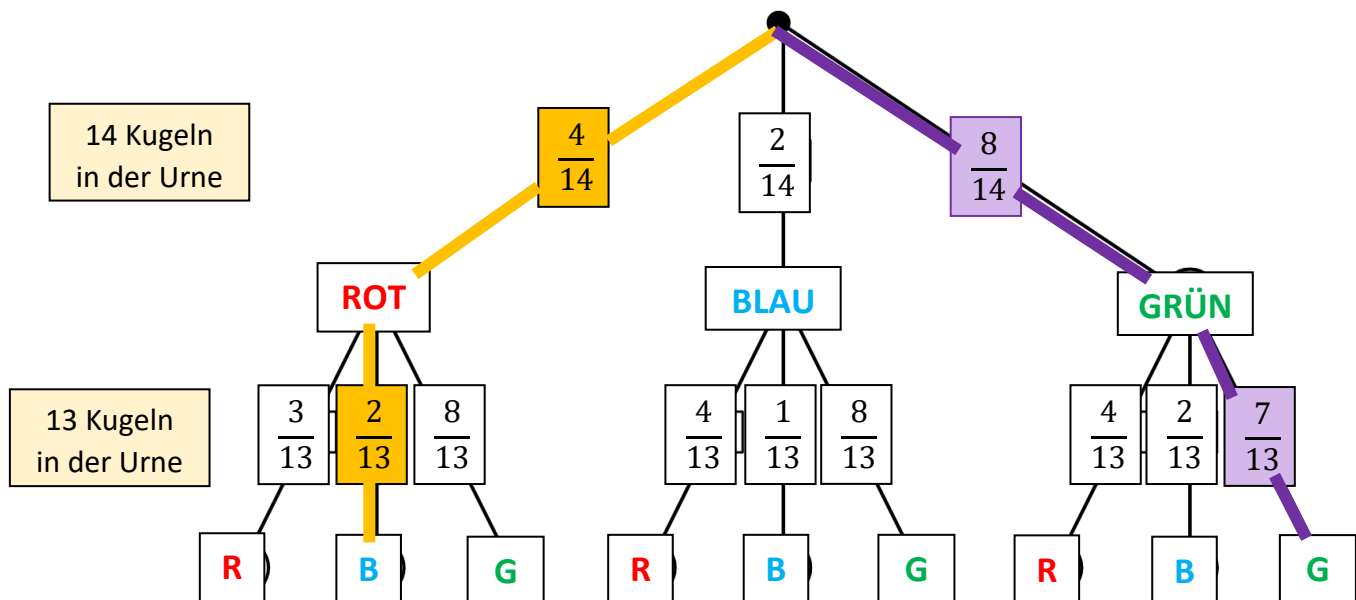 14 Kugeln
in der Urne
4/14
2/14
8/14
ROT
BLAU
GRÜN
13 Kugeln
in der Urne
3/13
2/13
8/13
4/13
1/13
8/13
4/13
2/13
7/13
R
B
G
R
B
G
R
B
G